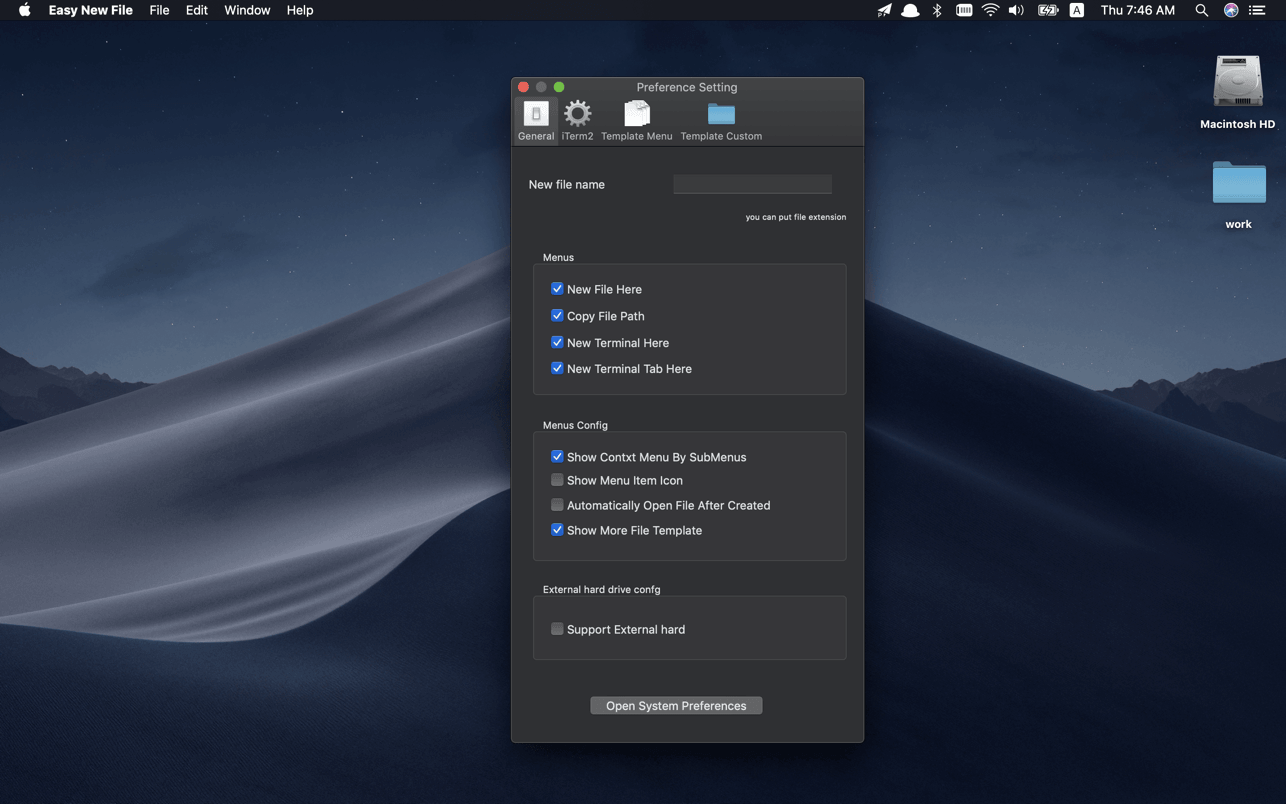 Easy New File File Edit Window Help A Thu 7:46 AM
Preference Setting
General iTerm2 Template Menu Template Custom
New file name
you can put file extension
Menus
New File Here
Copy File Path
New Terminal Here
New Terminal Tab Here
Menus Config
Show Contxt Menu By SubMenus
Show Menu Item Icon
Automatically Open File After Created
Show More File Template
External hard drive confg
Support External hard
Open System Preferences
Macintosh HD
work